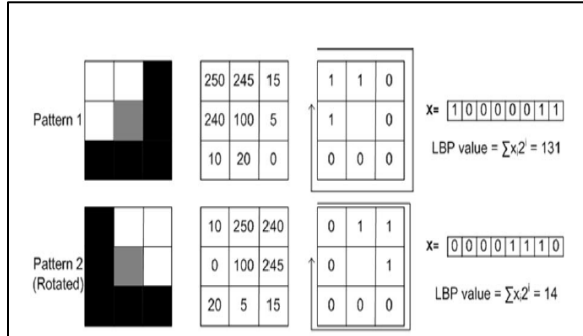 Pattern 1
250 245 15
240 100 5
10 20 0
1 1 0
1 0
0 0 0
X= 1 0 0 0 0 0 1 1
LBP value = ∑xᵢ2ⁱ = 131
Pattern 2
(Rotated)
10 250 240
0 100 245
20 5 15
0 1 1
0 1
0 0 0
X= 0 0 0 0 1 1 1 0
LBP value = ∑xᵢ2ⁱ = 14